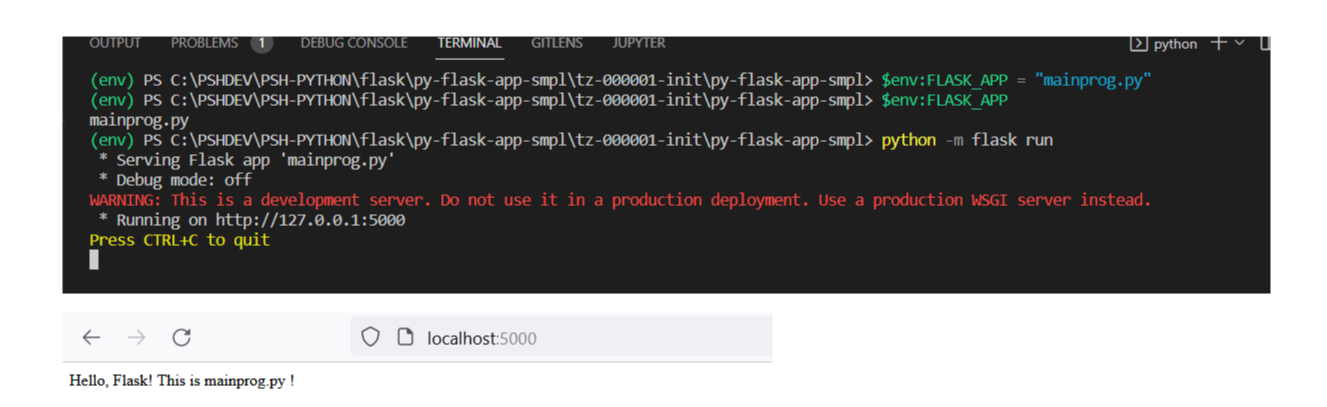 OUTPUT PROBLEMS 1 DEBUG CONSOLE TERMINAL GITLENS JUPYTER python
(env) PS C:\PSHDEV\PSH-PYTHON\flask\py-flask-app-smpl\tz-000001-init\py-flask-app-smpl> $env:FLASK_APP = "mainprog.py"
(env) PS C:\PSHDEV\PSH-PYTHON\flask\py-flask-app-smpl\tz-000001-init\py-flask-app-smpl> $env:FLASK_APP
mainprog.py
(env) PS C:\PSHDEV\PSH-PYTHON\flask\py-flask-app-smpl\tz-000001-init\py-flask-app-smpl> python -m flask run
* Serving Flask app 'mainprog.py'
* Debug mode: off
WARNING: This is a development server. Do not use it in a production deployment. Use a production WSGI server instead.
* Running on http://127.0.0.1:5000
Press CTRL+C to quit
localhost:5000
Hello, Flask! This is mainprog.py !